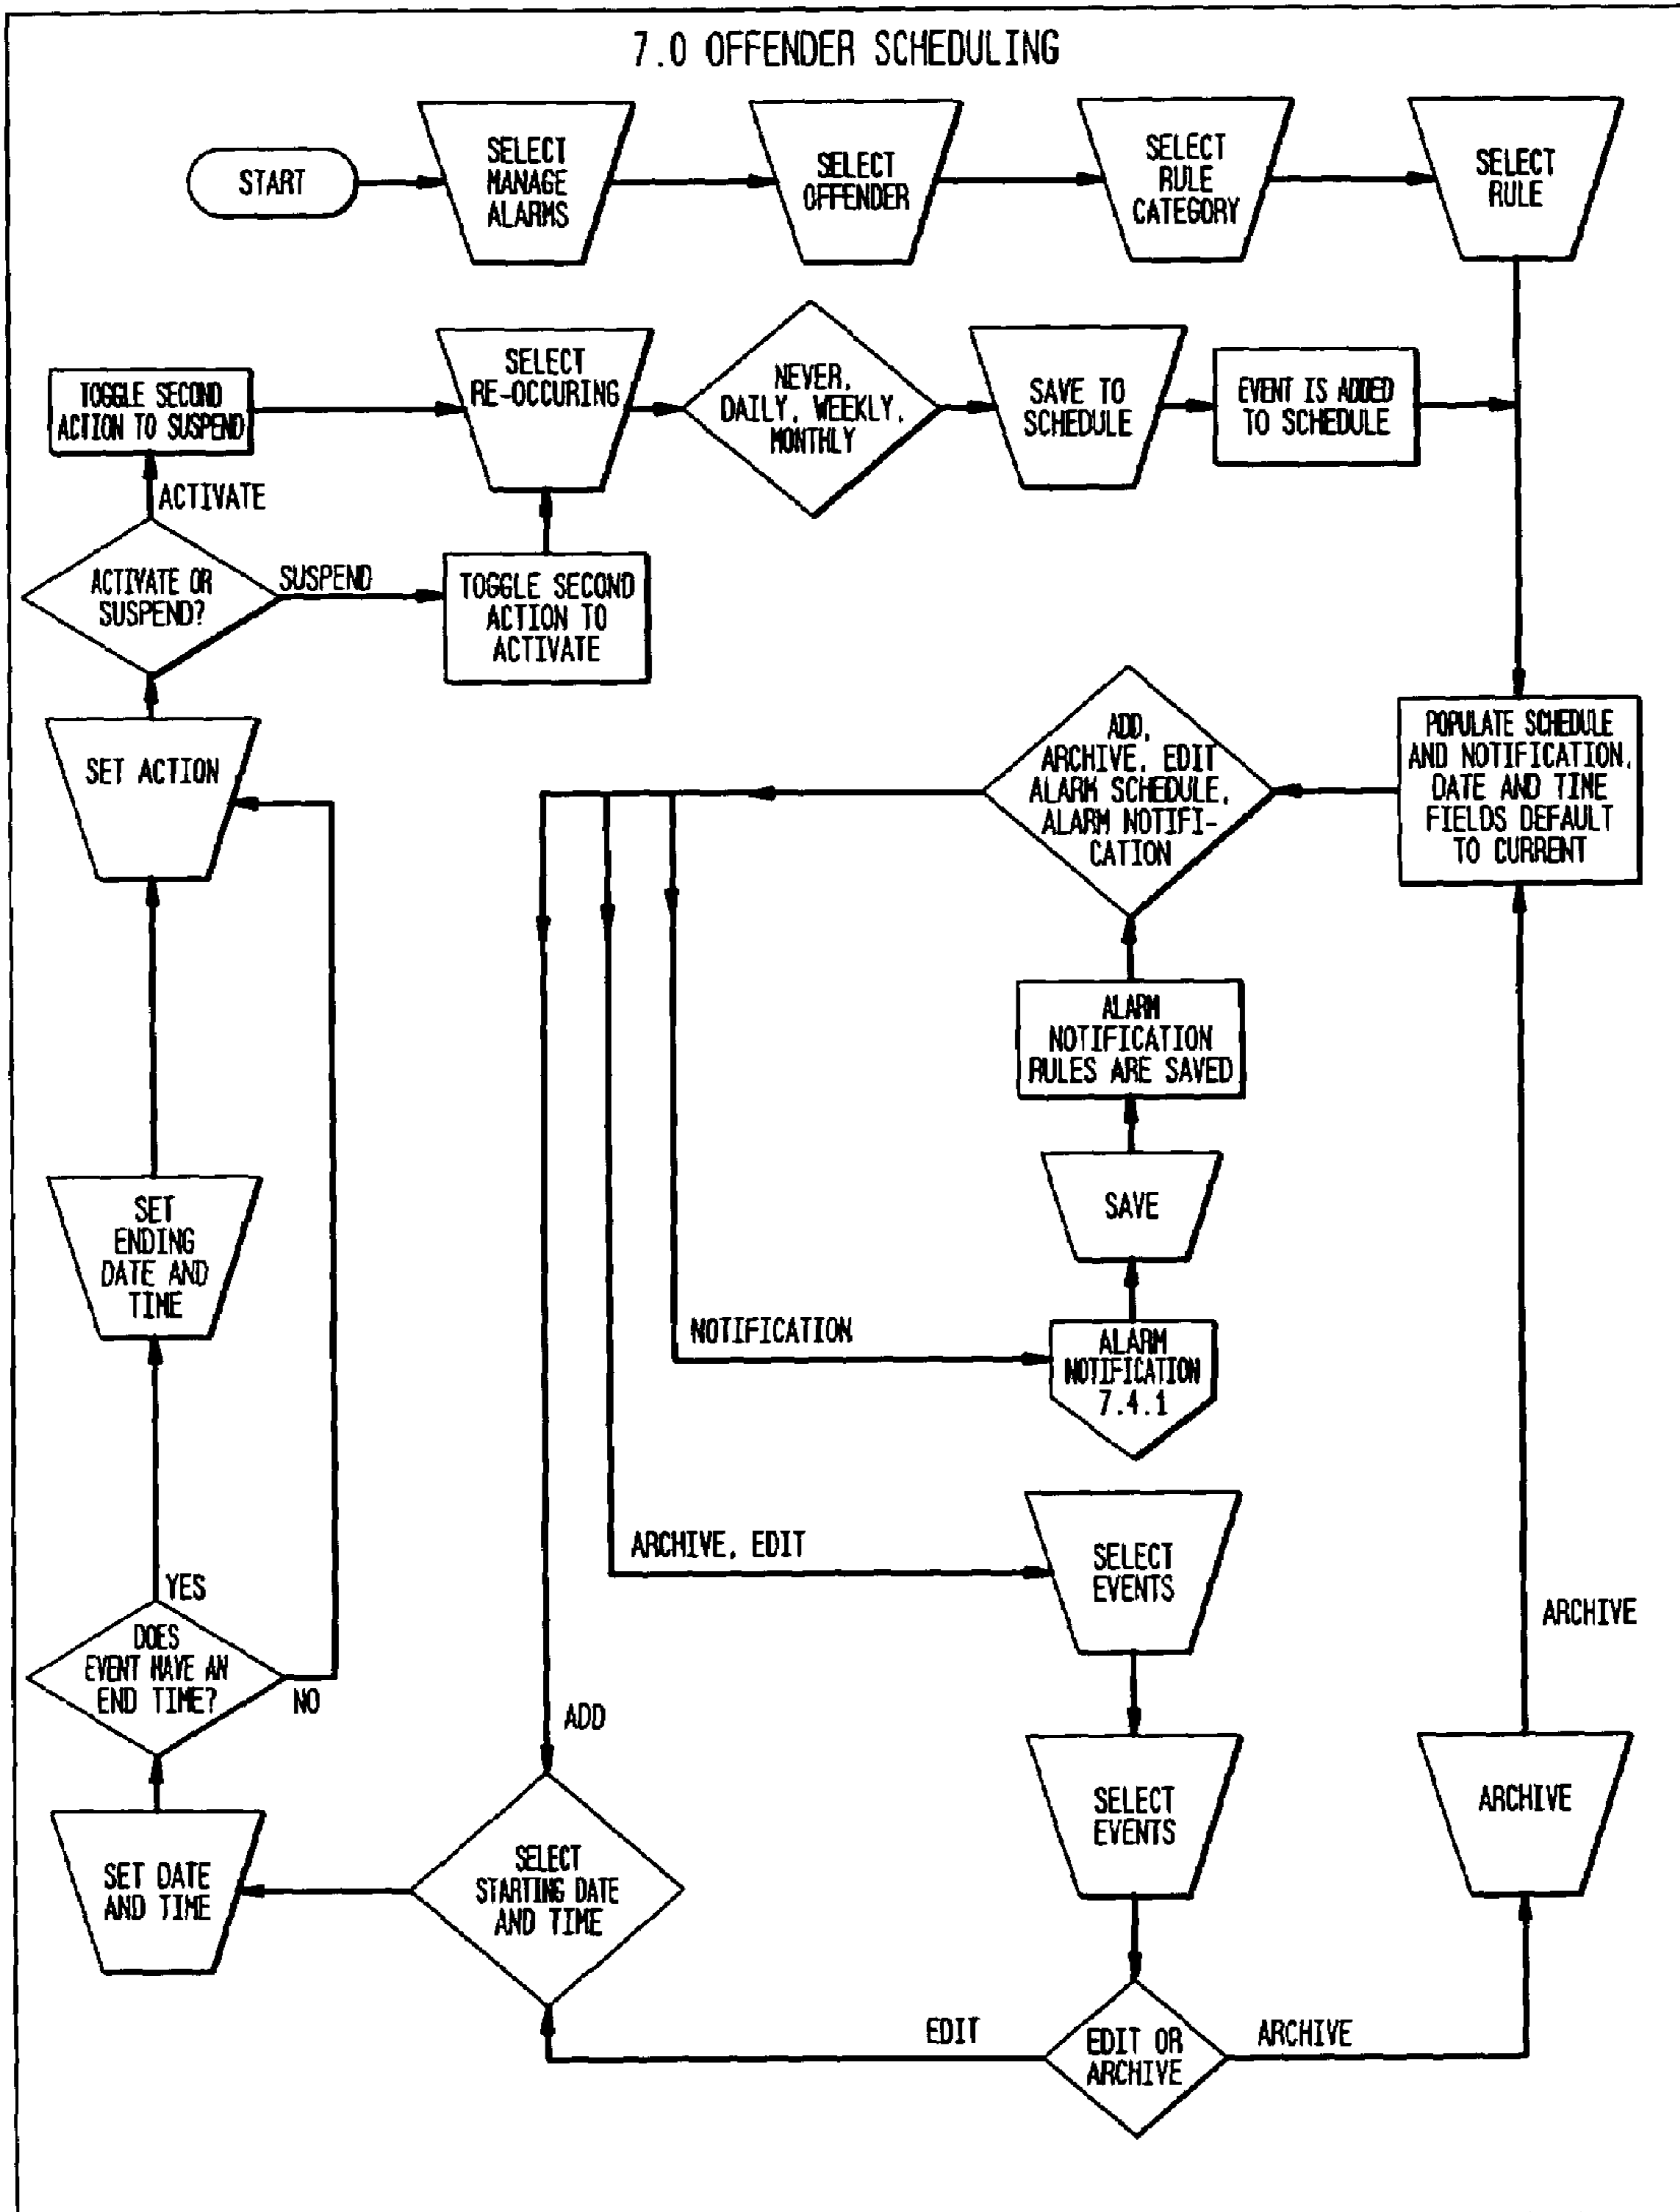 7.0 OFFENDER SCHEDULING
START
SELECT
MANAGE
ALARMS
SELECT
OFFENDER
SELECT
RULE
CATEGORY
SELECT
RULE
TOGGLE SECOND
ACTION TO SUSPEND
SELECT
RE-OCCURING
NEVER,
DAILY, WEEKLY,
MONTHLY
SAVE TO
SCHEDULE
EVENT IS ADDED
TO SCHEDULE
ACTIVATE
ACTIVATE OR
SUSPEND?
SUSPEND
TOGGLE SECOND
ACTION TO
ACTIVATE
SET ACTION
ADD,
ARCHIVE, EDIT
ALARM SCHEDULE,
ALARM NOTIFI-
CATION
POPULATE SCHEDULE
AND NOTIFICATION,
DATE AND TIME
FIELDS DEFAULT
TO CURRENT
ALARM
NOTIFICATION
RULES ARE SAVED
SAVE
SET
ENDING
DATE AND
TIME
NOTIFICATION
ALARM
NOTIFICATION
7.4.1
ARCHIVE, EDIT
SELECT
EVENTS
YES
DOES
EVENT HAVE AN
END TIME?
NO
ADD
ARCHIVE
SELECT
EVENTS
ARCHIVE
SET DATE
AND TIME
SELECT
STARTING DATE
AND TIME
EDIT
EDIT OR
ARCHIVE
ARCHIVE